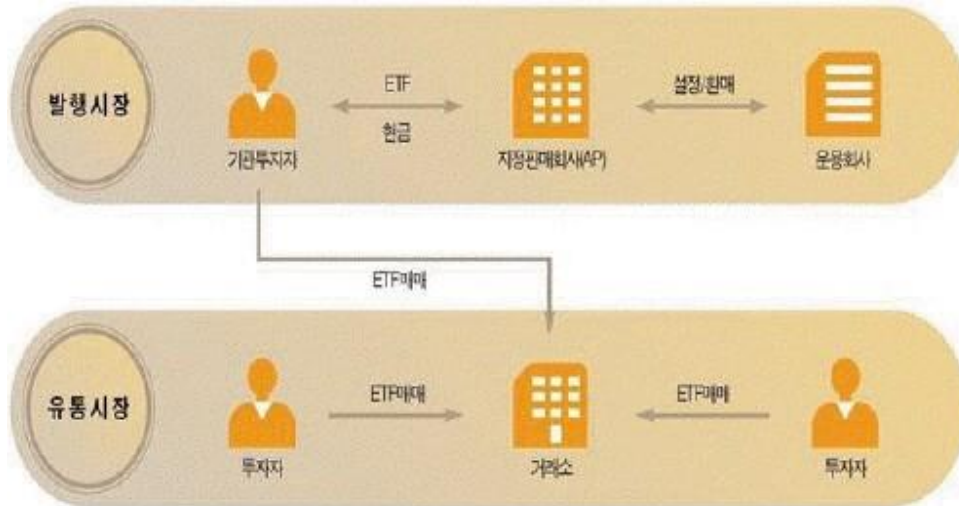 발행시장
ETF
현금
설정/환매
기관투자자
지정판매회사(AP)
운용회사
ETF매매
유통시장
ETF매매
ETF매매
투자자
거래소
투자자